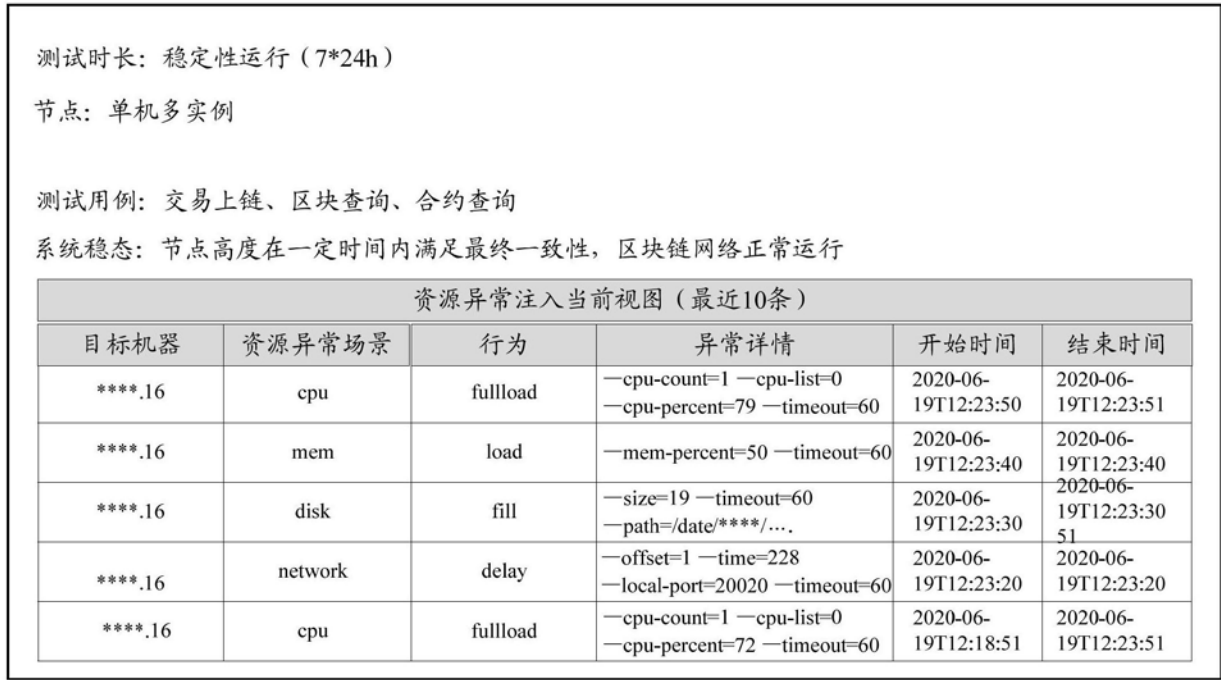 测试时长：稳定性运行（7*24h）
节点：单机多实例
测试用例：交易上链、区块查询、合约查询
系统稳态：节点高度在一定时间内满足最终一致性，区块链网络正常运行
资源异常注入当前视图（最近10条）
目标机器 资源异常场景 行为 异常详情 开始时间 结束时间
****.16 cpu fullload —cpu-count=1 —cpu-list=0 2020-06- 2020-06-
—cpu-percent=79 —timeout=60 19T12:23:50 19T12:23:51
****.16 mem load —mem-percent=50 —timeout=60 2020-06- 2020-06-
19T12:23:40 19T12:23:40
****.16 disk fill —size=19 —timeout=60 2020-06- 2020-06-
—path=/date/****/…. 19T12:23:30 19T12:23:30
51
****.16 network delay —offset=1 —time=228 2020-06- 2020-06-
—local-port=20020 —timeout=60 19T12:23:20 19T12:23:20
****.16 cpu fullload —cpu-count=1 —cpu-list=0 2020-06- 2020-06-
—cpu-percent=72 —timeout=60 19T12:18:51 19T12:23:51